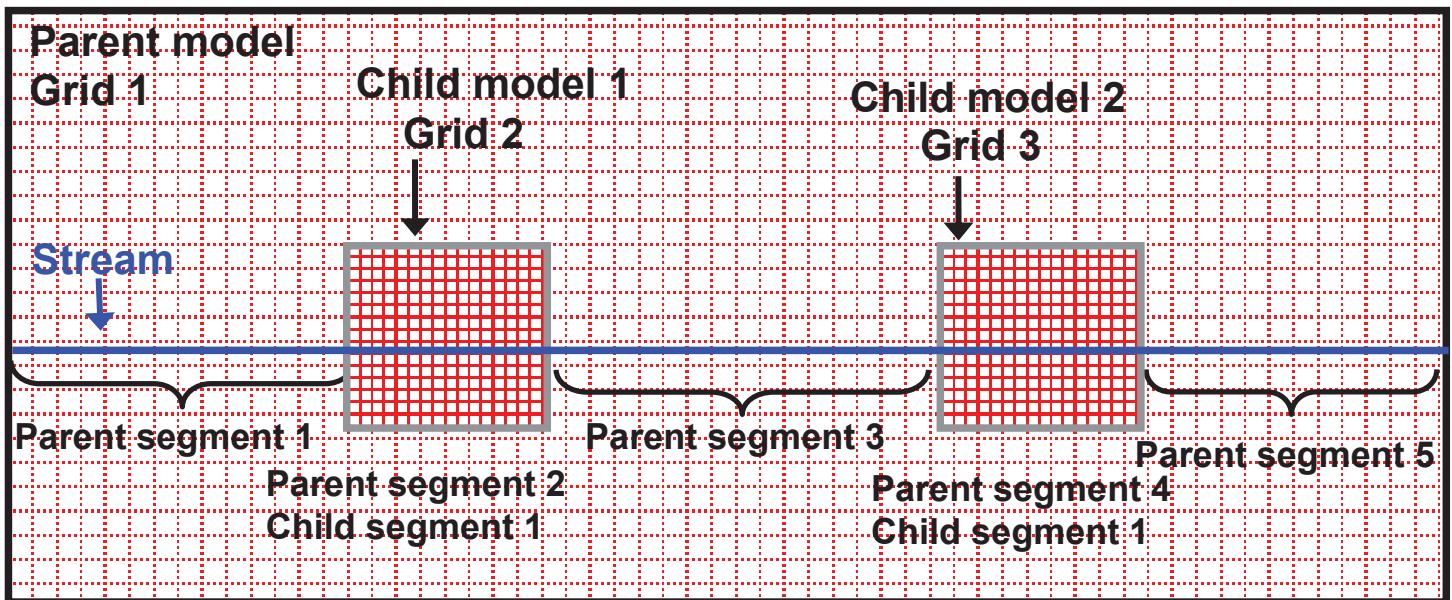 Parent model
Grid 1
Child model 1
Grid 2
Child model 2
Grid 3
Stream
Parent segment 1
Parent segment 2
Child segment 1
Parent segment 3
Parent segment 4
Child segment 1
Parent segment 5